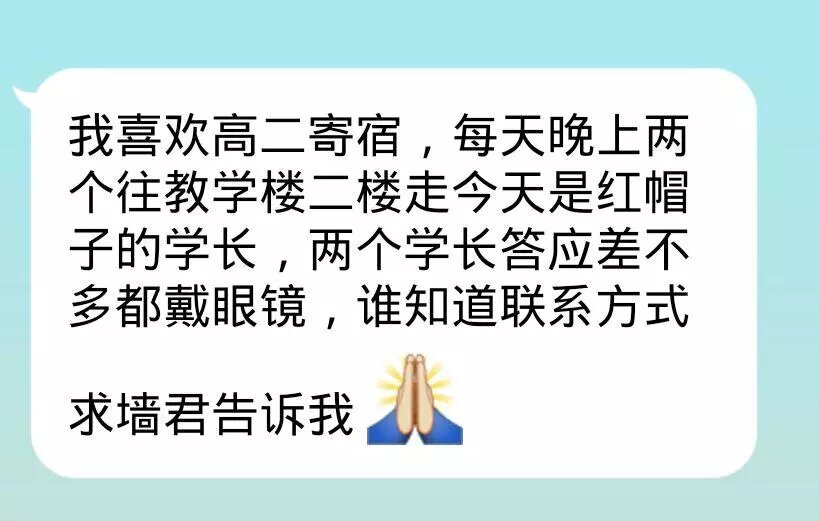 我喜欢高二寄宿，每天晚上两
个往教学楼二楼走今天是红帽
子的学长，两个学长答应差不
多都戴眼镜，谁知道联系方式
求墙君告诉我🙏